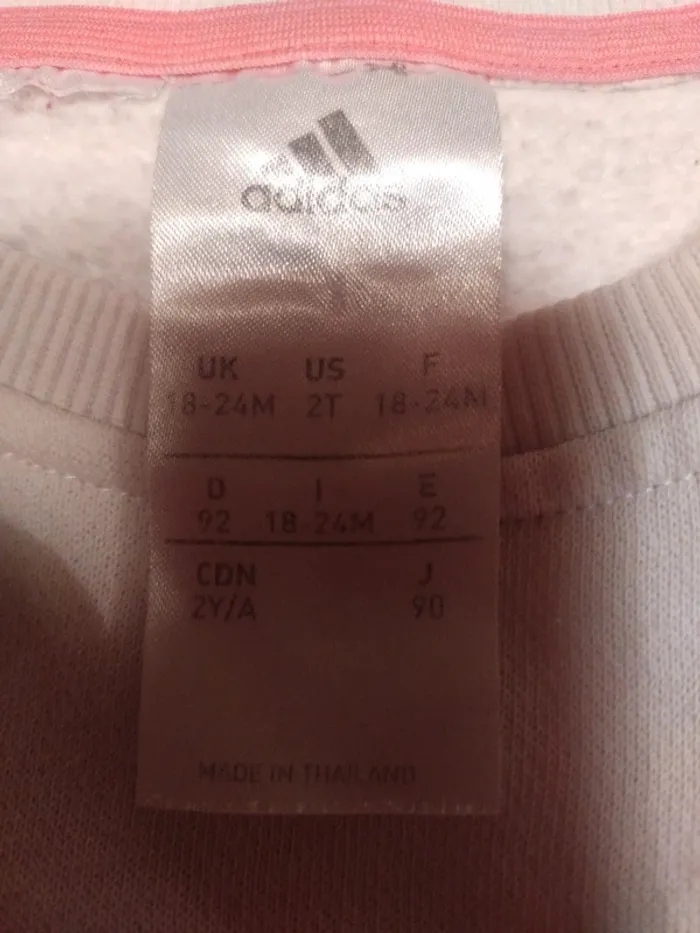 adidas
UK US F
18-24M 2T 18-24M
D I E
92 18-24M 92
CDN J
2Y/A 90
MADE IN THAILAND